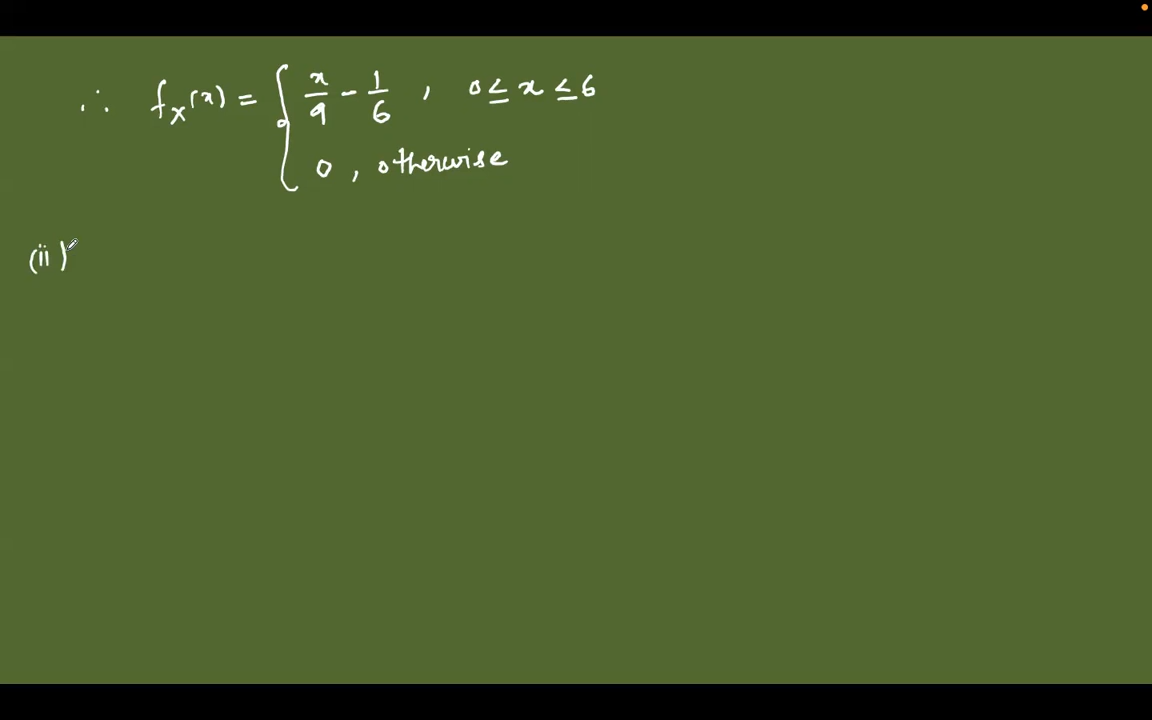 ∴ f_X(x) = { x/9 - 1/6 , 0 ≤ x ≤ 6
0 , otherwise
(ii)